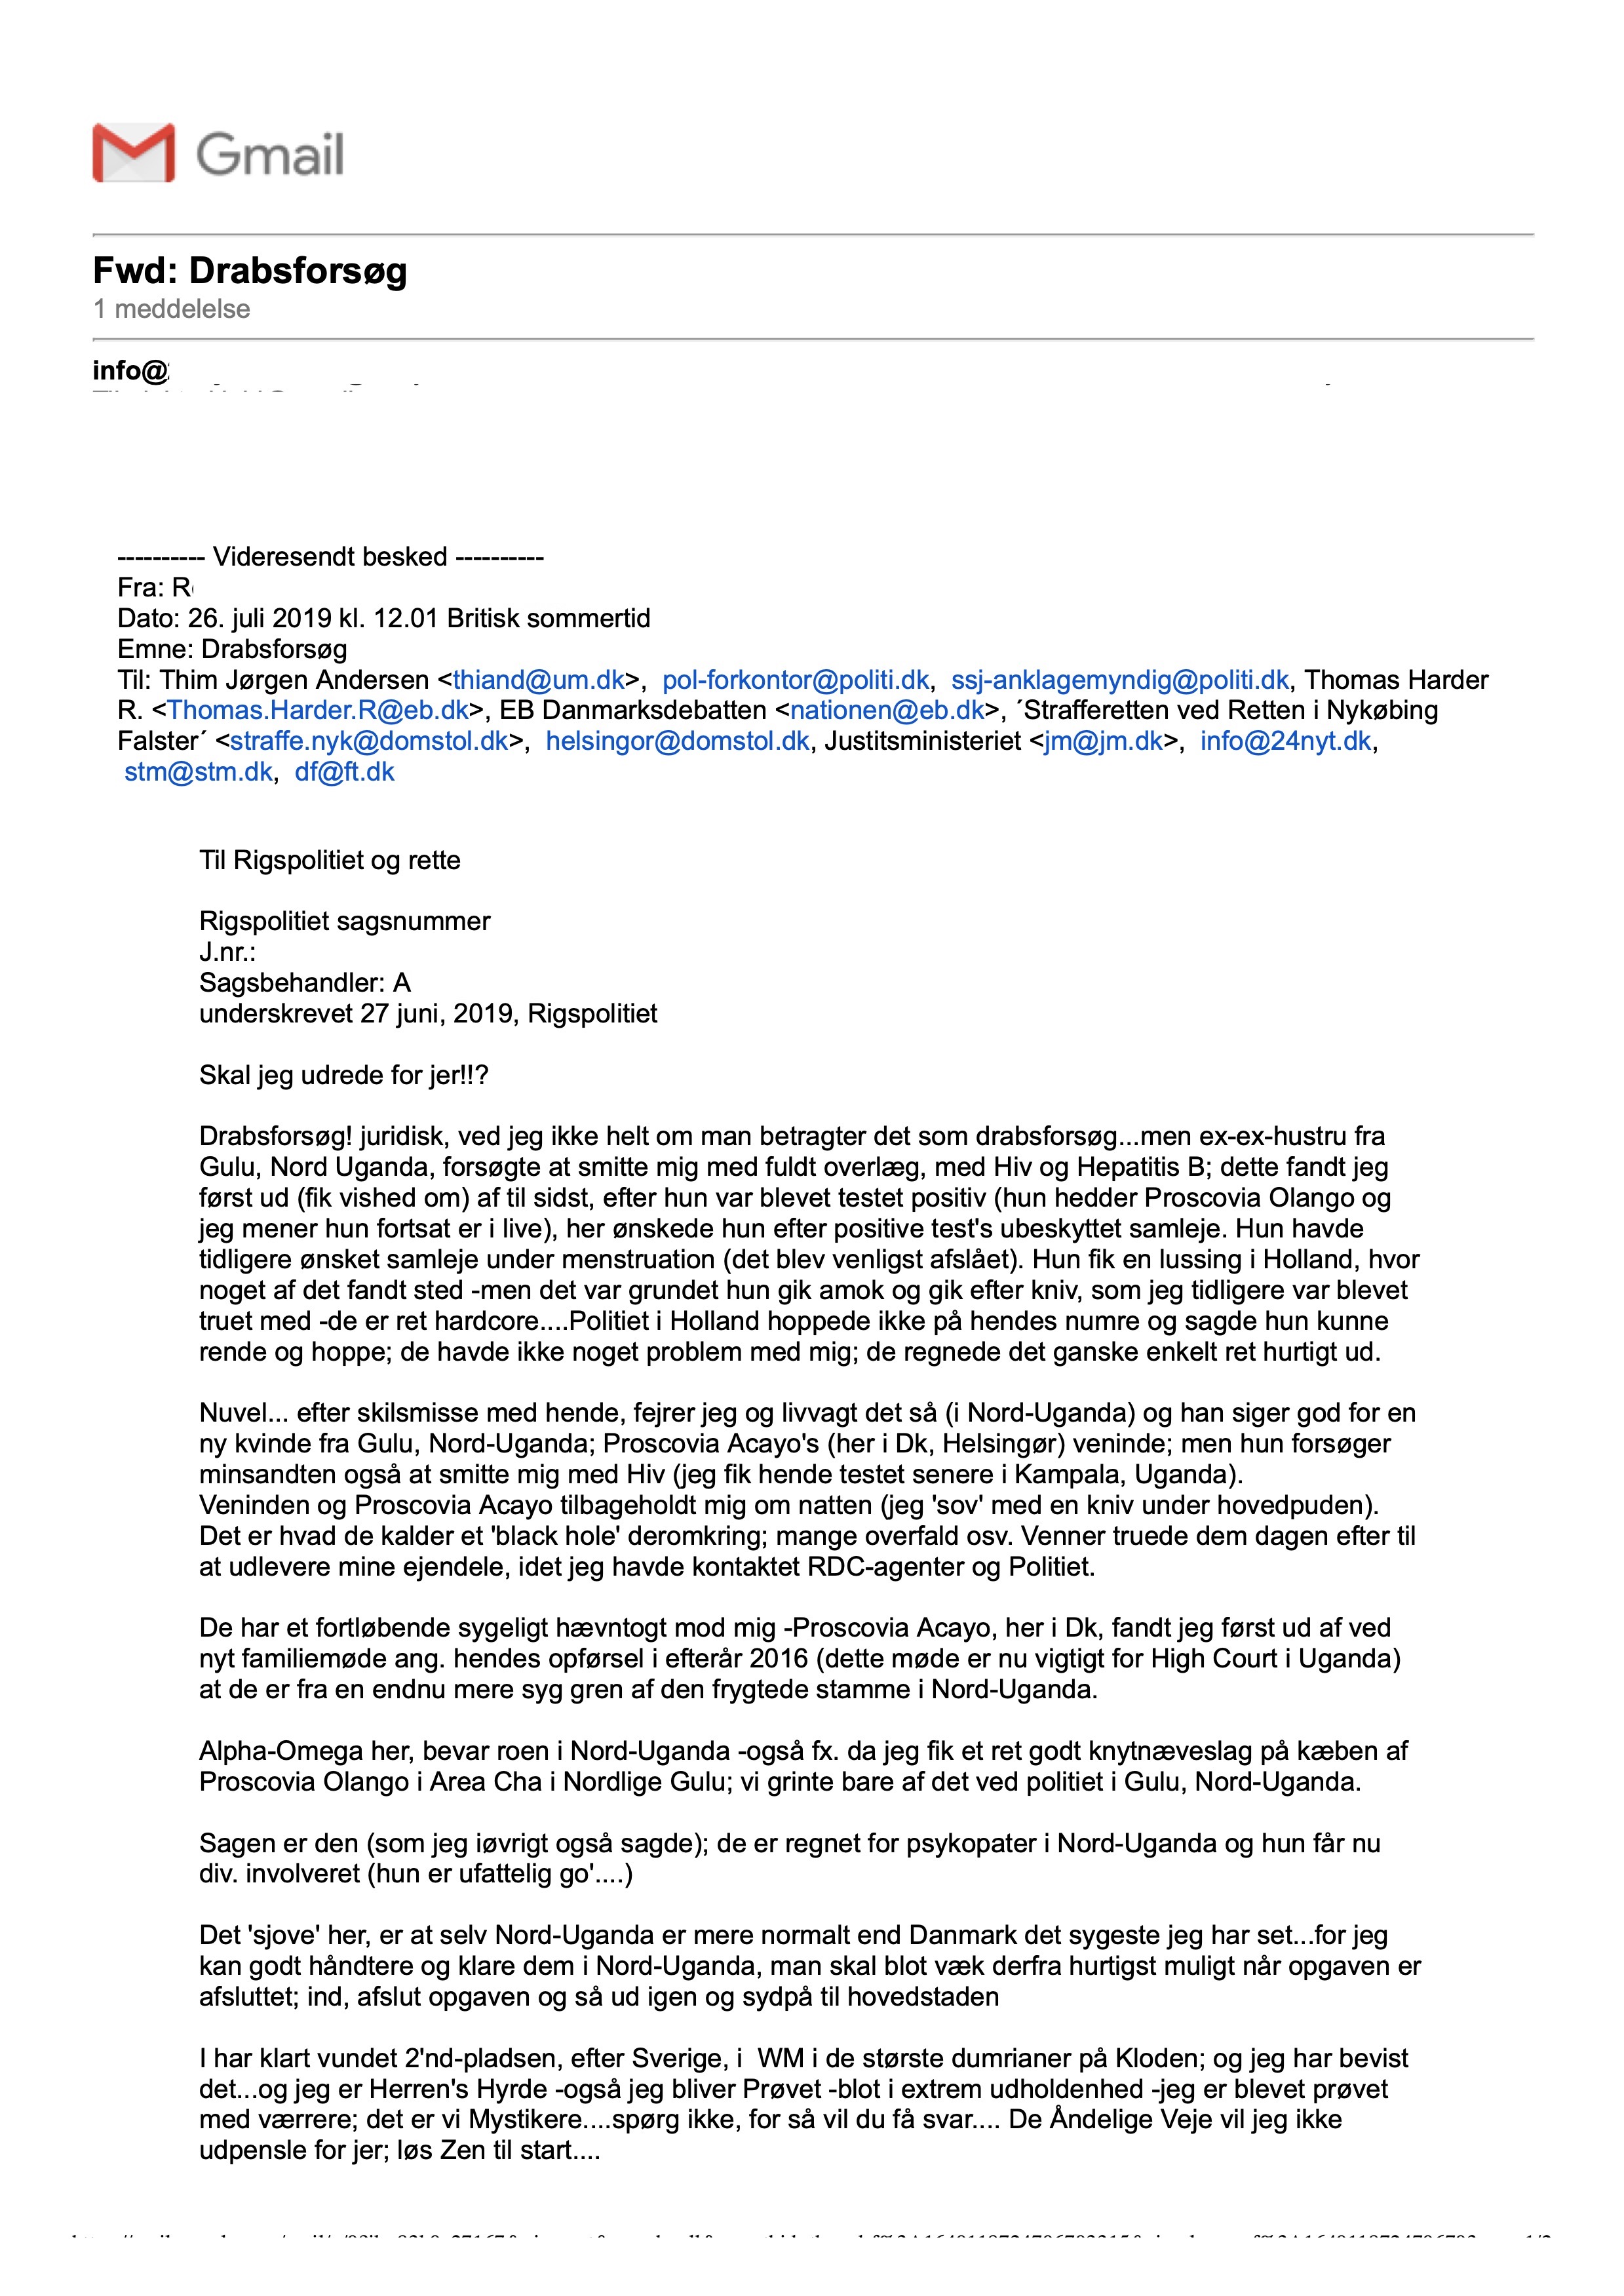 Gmail
Fwd: Drabsforsøg
1 meddelelse
info@
---------- Videresendt besked ----------
Fra: R
Dato: 26. juli 2019 kl. 12.01 Britisk sommertid
Emne: Drabsforsøg
Til: Thim Jørgen Andersen <thiand@um.dk>, pol-forkontor@politi.dk, ssj-anklagemyndig@politi.dk, Thomas Harder
R. <Thomas.Harder.R@eb.dk>, EB Danmarksdebatten <nationen@eb.dk>, ´Strafferetten ved Retten i Nykøbing
Falster´ <straffe.nyk@domstol.dk>, helsingor@domstol.dk, Justitsministeriet <jm@jm.dk>, info@24nyt.dk,
stm@stm.dk, df@ft.dk
Til Rigspolitiet og rette
Rigspolitiet sagsnummer
J.nr.:
Sagsbehandler: A
underskrevet 27 juni, 2019, Rigspolitiet
Skal jeg udrede for jer!!?
Drabsforsøg! juridisk, ved jeg ikke helt om man betragter det som drabsforsøg...men ex-ex-hustru fra
Gulu, Nord Uganda, forsøgte at smitte mig med fuldt overlæg, med Hiv og Hepatitis B; dette fandt jeg
først ud (fik vished om) af til sidst, efter hun var blevet testet positiv (hun hedder Proscovia Olango og
jeg mener hun fortsat er i live), her ønskede hun efter positive test's ubeskyttet samleje. Hun havde
tidligere ønsket samleje under menstruation (det blev venligst afslået). Hun fik en lussing i Holland, hvor
noget af det fandt sted -men det var grundet hun gik amok og gik efter kniv, som jeg tidligere var blevet
truet med -de er ret hardcore....Politiet i Holland hoppede ikke på hendes numre og sagde hun kunne
rende og hoppe; de havde ikke noget problem med mig; de regnede det ganske enkelt ret hurtigt ud.
Nuvel... efter skilsmisse med hende, fejrer jeg og livvagt det så (i Nord-Uganda) og han siger god for en
ny kvinde fra Gulu, Nord-Uganda; Proscovia Acayo's (her i Dk, Helsingør) veninde; men hun forsøger
minsandten også at smitte mig med Hiv (jeg fik hende testet senere i Kampala, Uganda).
Veninden og Proscovia Acayo tilbageholdt mig om natten (jeg 'sov' med en kniv under hovedpuden).
Det er hvad de kalder et 'black hole' deromkring; mange overfald osv. Venner truede dem dagen efter til
at udlevere mine ejendele, idet jeg havde kontaktet RDC-agenter og Politiet.
De har et fortløbende sygeligt hævntogt mod mig -Proscovia Acayo, her i Dk, fandt jeg først ud af ved
nyt familiemøde ang. hendes opførsel i efterår 2016 (dette møde er nu vigtigt for High Court i Uganda)
at de er fra en endnu mere syg gren af den frygtede stamme i Nord-Uganda.
Alpha-Omega her, bevar roen i Nord-Uganda -også fx. da jeg fik et ret godt knytnæveslag på kæben af
Proscovia Olango i Area Cha i Nordlige Gulu; vi grinte bare af det ved politiet i Gulu, Nord-Uganda.
Sagen er den (som jeg iøvrigt også sagde); de er regnet for psykopater i Nord-Uganda og hun får nu
div. involveret (hun er ufattelig go'....)
Det 'sjove' her, er at selv Nord-Uganda er mere normalt end Danmark det sygeste jeg har set...for jeg
kan godt håndtere og klare dem i Nord-Uganda, man skal blot væk derfra hurtigst muligt når opgaven er
afsluttet; ind, afslut opgaven og så ud igen og sydpå til hovedstaden
I har klart vundet 2'nd-pladsen, efter Sverige, i WM i de største dumrianer på Kloden; og jeg har bevist
det...og jeg er Herren's Hyrde -også jeg bliver Prøvet -blot i extrem udholdenhed -jeg er blevet prøvet
med værrere; det er vi Mystikere....spørg ikke, for så vil du få svar.... De Åndelige Veje vil jeg ikke
udpensle for jer; løs Zen til start....